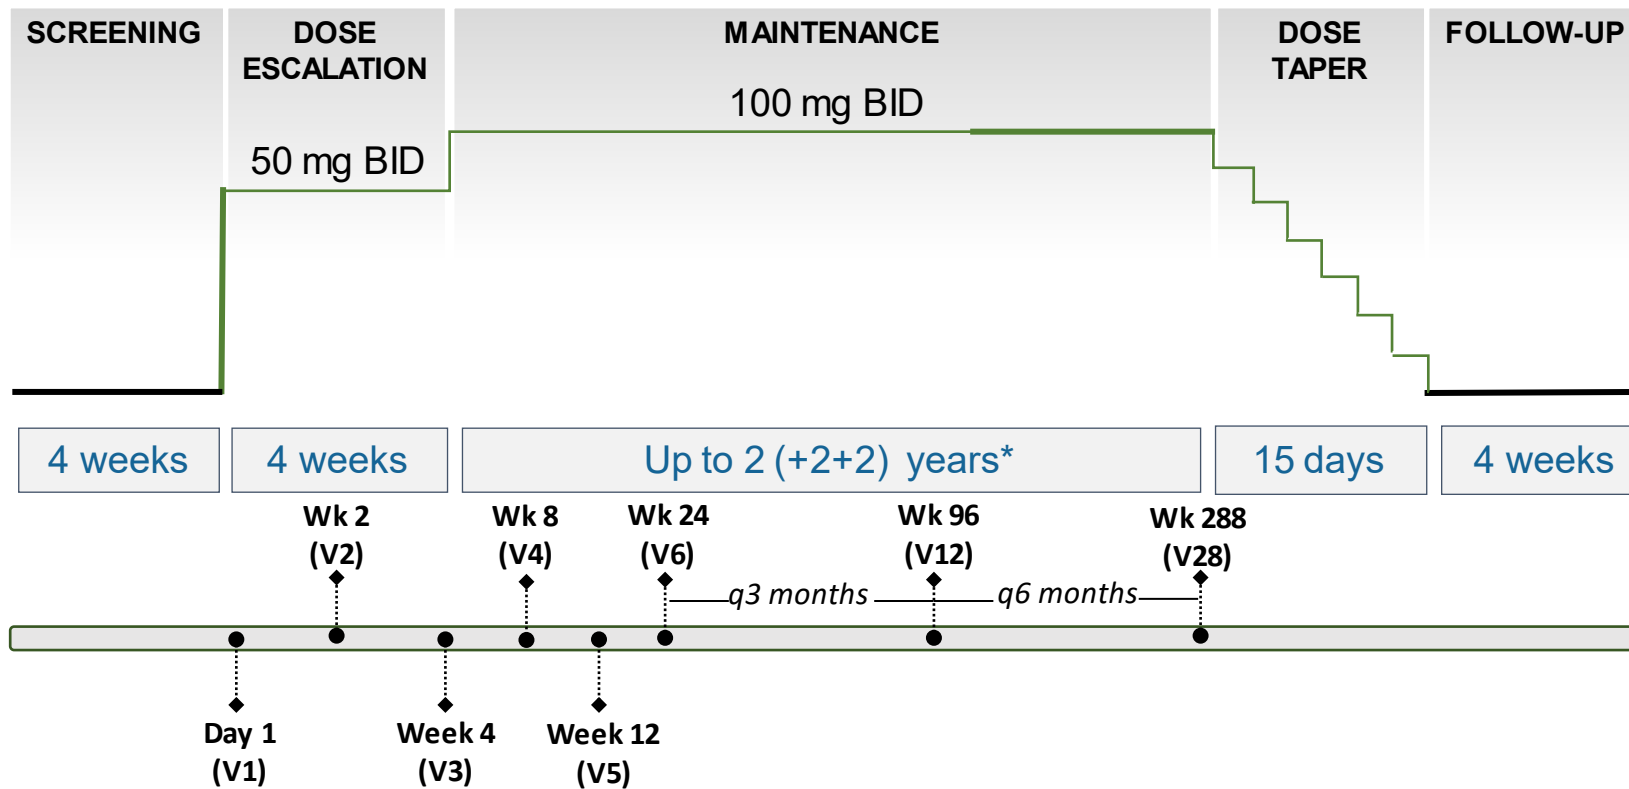 SCREENING
DOSE
ESCALATION
MAINTENANCE
DOSE
TAPER
FOLLOW-UP
100 mg BID
50 mg BID
4 weeks
4 weeks
Up to 2 (+2+2) years*
15 days
4 weeks
Wk 2
(V2)
Wk 8
(V4)
Wk 24
(V6)
Wk 96
(V12)
Wk 288
(V28)
q3 months
q6 months
Day 1
(V1)
Week 4
(V3)
Week 12
(V5)